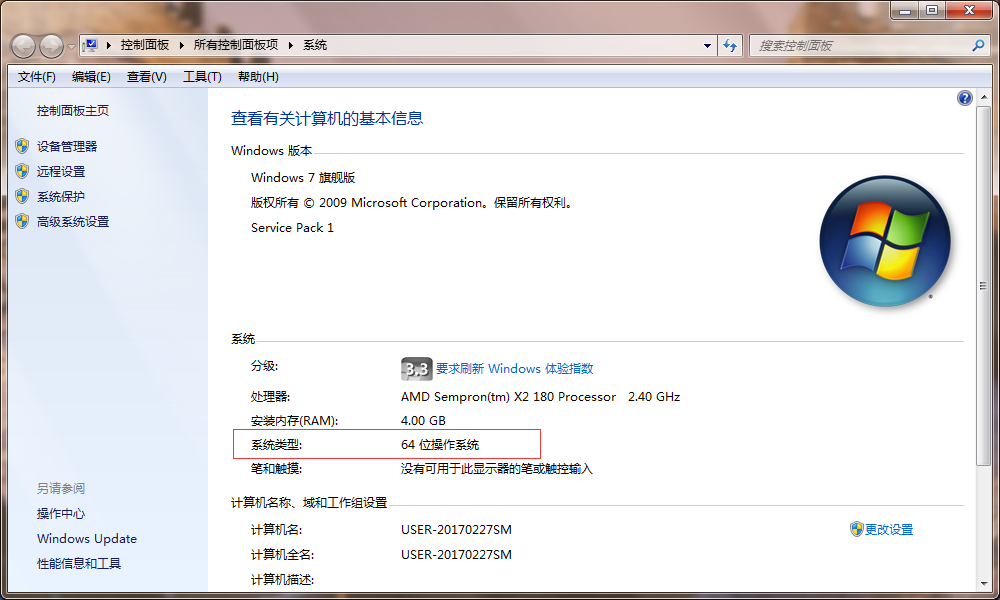 控制面板 ▸ 所有控制面板项 ▸ 系统
搜索控制面板
文件(F) 编辑(E) 查看(V) 工具(T) 帮助(H)
控制面板主页
设备管理器
远程设置
系统保护
高级系统设置
另请参阅
操作中心
Windows Update
性能信息和工具
查看有关计算机的基本信息
Windows 版本
Windows 7 旗舰版
版权所有 © 2009 Microsoft Corporation。保留所有权利。
Service Pack 1
系统
分级: 3.3 要求刷新 Windows 体验指数
处理器: AMD Sempron(tm) X2 180 Processor 2.40 GHz
安装内存(RAM): 4.00 GB
系统类型: 64 位操作系统
笔和触摸: 没有可用于此显示器的笔或触控输入
计算机名称、域和工作组设置
计算机名: USER-20170227SM 更改设置
计算机全名: USER-20170227SM
计算机描述: